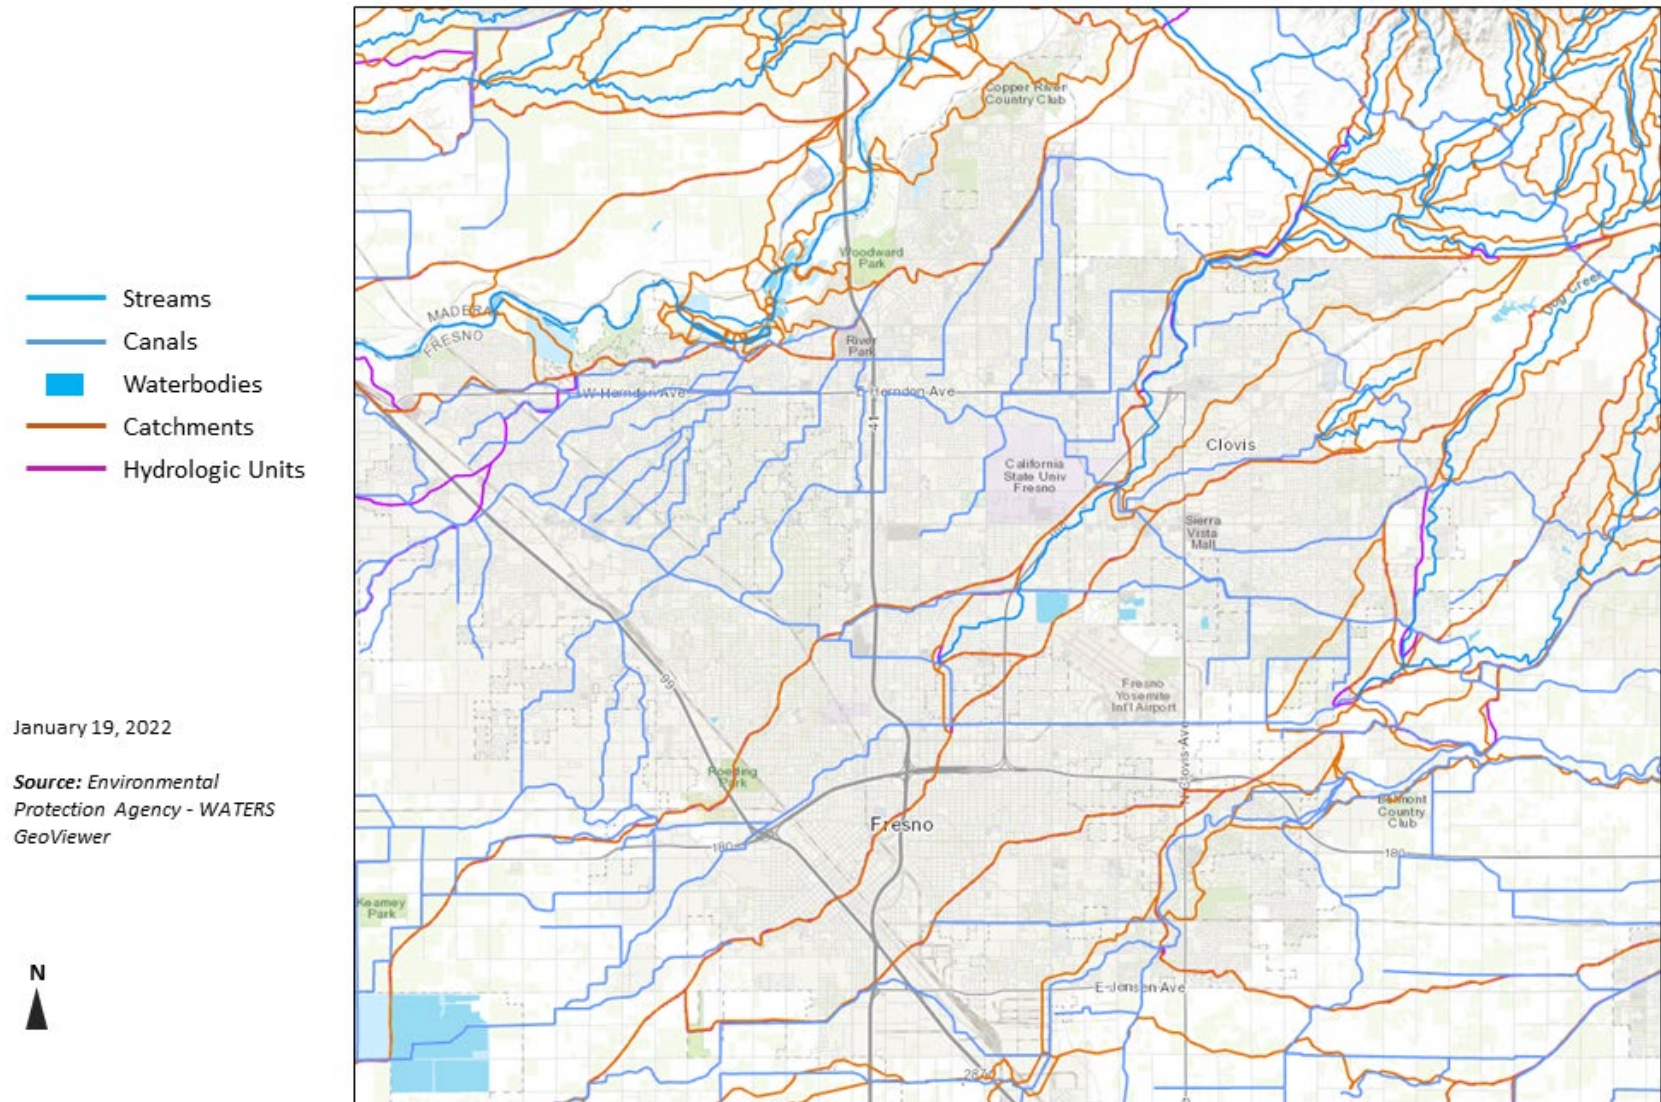 Streams
Canals
Waterbodies
Catchments
Hydrologic Units
January 19, 2022
Source: Environmental
Protection Agency - WATERS
GeoViewer
N
Copper River
Country Club
Woodward
Park
MADERA
FRESNO
River
Park
Dog Creek
W Herndon Ave
E Herndon Ave
41
Clovis
California
State Univ
Fresno
168
Sierra
Vista
Mall
99
Fresno
Yosemite
Int'l Airport
N Clovis Ave
Roeding
Park
Fresno
Belmont
Country
Club
180
180
Kearney
Park
E Jensen Ave
287